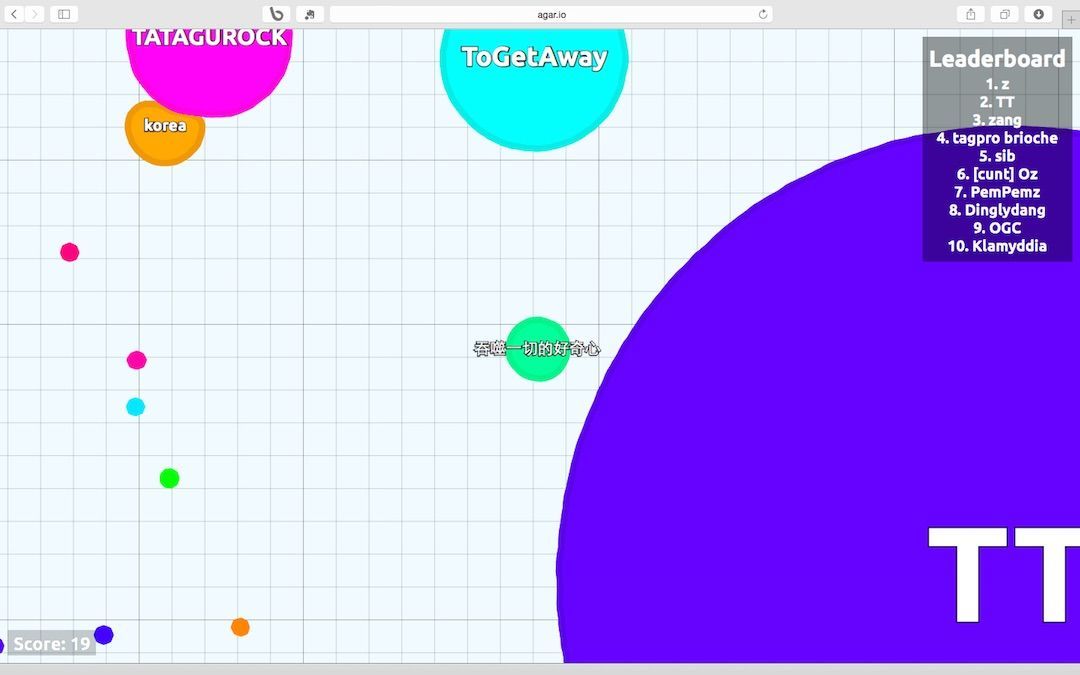 agar.io
TATAGUROCK
ToGetAway
korea
Leaderboard
1. z
2. TT
3. zang
4. tagpro brioche
5. sib
6. [cunt] Oz
7. PemPemz
8. Dinglydang
9. OGC
10. Klamyddia
吞噬一切的好奇心
TT
Score: 19